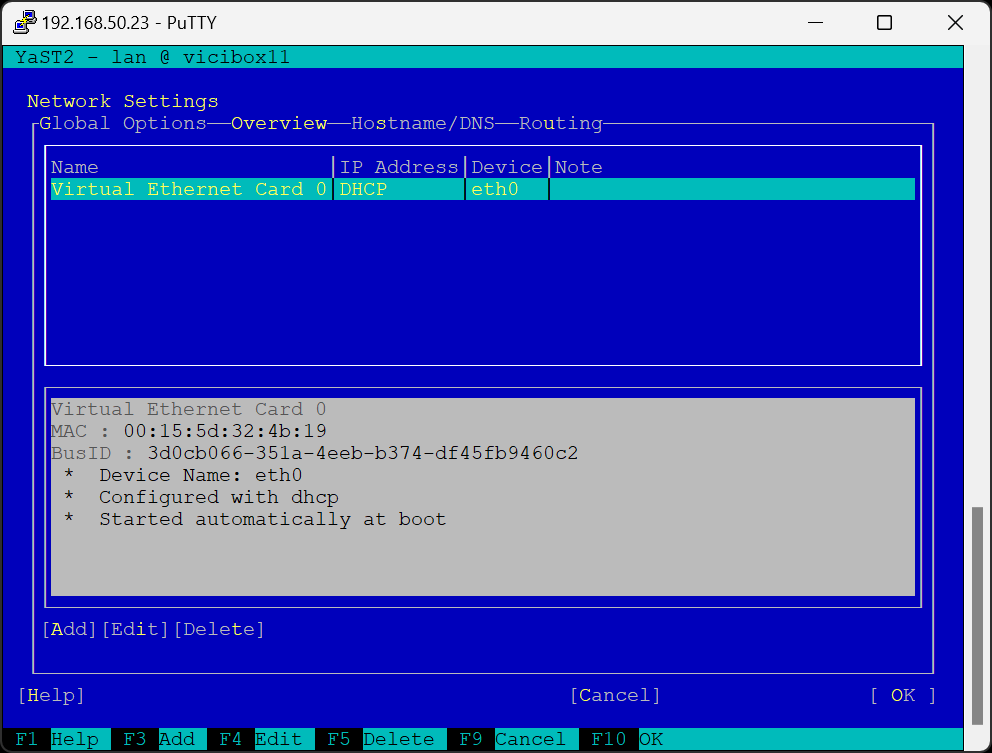 192.168.50.23 - PuTTY
YaST2 - lan @ vicibox11
Network Settings
Global Options Overview Hostname/DNS Routing
Name IP Address Device Note
Virtual Ethernet Card 0 DHCP eth0
Virtual Ethernet Card 0
MAC : 00:15:5d:32:4b:19
BusID : 3d0cb066-351a-4eeb-b374-df45fb9460c2
* Device Name: eth0
* Configured with dhcp
* Started automatically at boot
[Add][Edit][Delete]
[Help] [Cancel] [ OK ]
F1 Help F3 Add F4 Edit F5 Delete F9 Cancel F10 OK